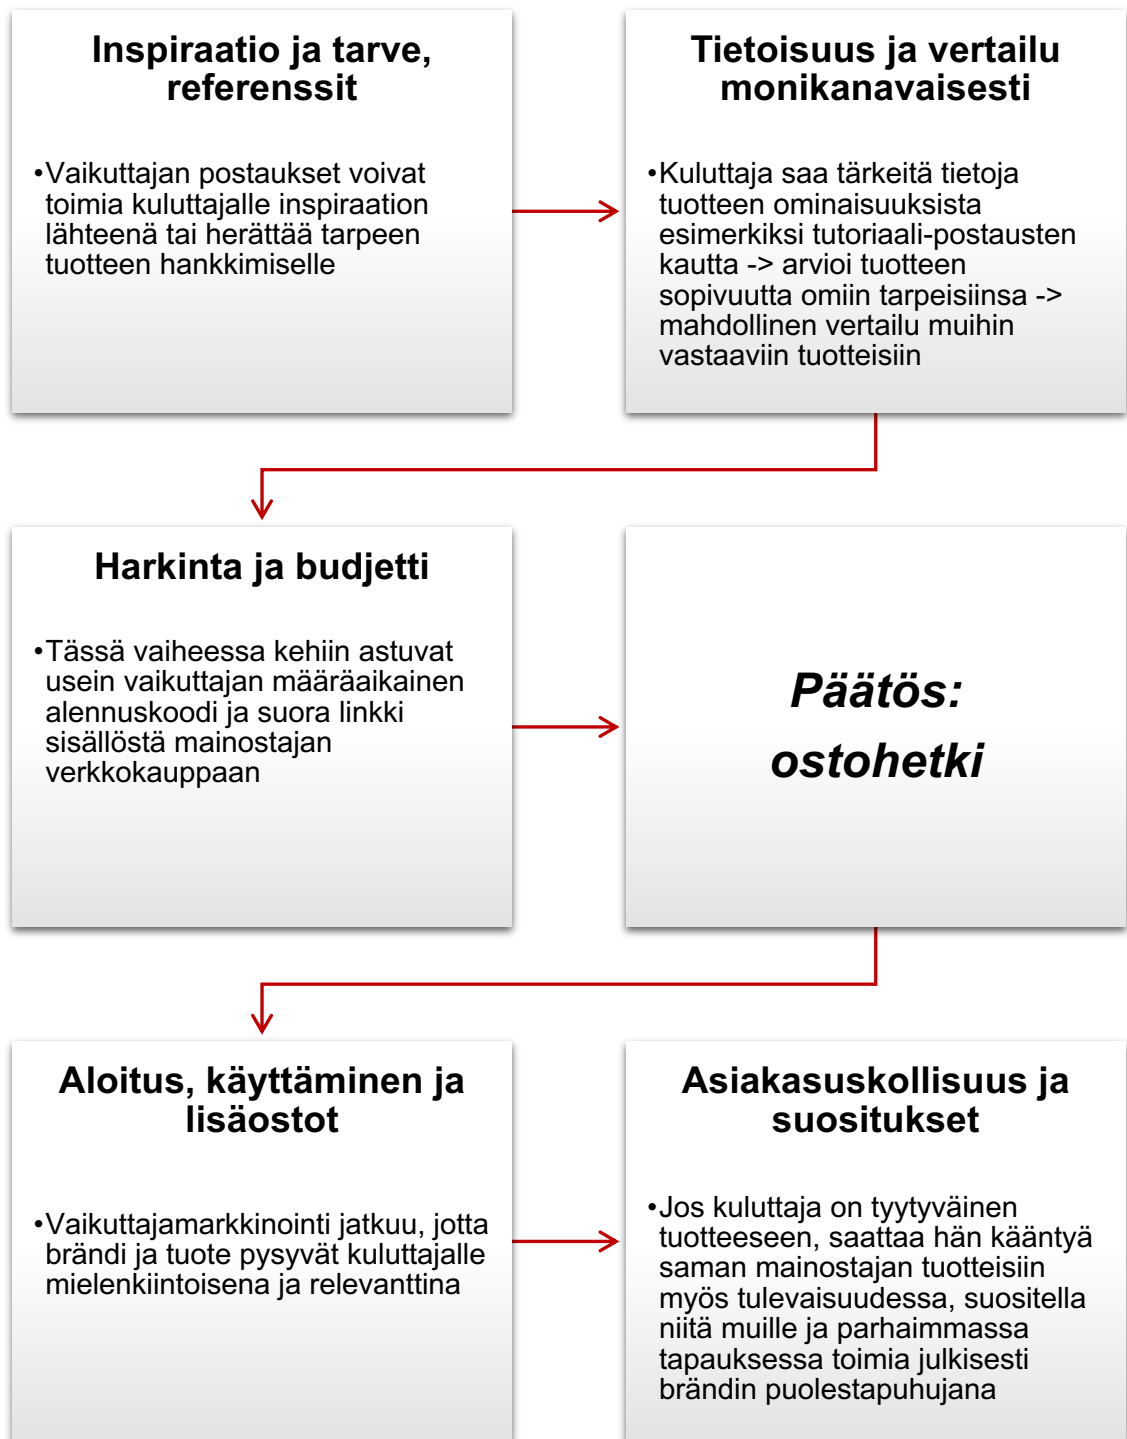 Inspiraatio ja tarve,
referenssit
•Vaikuttajan postaukset voivat
toimia kuluttajalle inspiraation
lähteenä tai herättää tarpeen
tuotteen hankkimiselle
Tietoisuus ja vertailu
monikanavaisesti
•Kuluttaja saa tärkeitä tietoja
tuotteen ominaisuuksista
esimerkiksi tutoriaali-postausten
kautta -> arvioi tuotteen
sopivuutta omiin tarpeisiinsa ->
mahdollinen vertailu muihin
vastaaviin tuotteisiin
Harkinta ja budjetti
•Tässä vaiheessa kehiin astuvat
usein vaikuttajan määräaikainen
alennuskoodi ja suora linkki
sisällöstä mainostajan
verkkokauppaan
Päätös:
ostohetki
Aloitus, käyttäminen ja
lisäostot
•Vaikuttajamarkkinointi jatkuu, jotta
brändi ja tuote pysyvät kuluttajalle
mielenkiintoisena ja relevanttina
Asiakasuskollisuus ja
suositukset
•Jos kuluttaja on tyytyväinen
tuotteeseen, saattaa hän kääntyä
saman mainostajan tuotteisiin
myös tulevaisuudessa, suositella
niitä muille ja parhaimmassa
tapauksessa toimia julkisesti
brändin puolestapuhujana